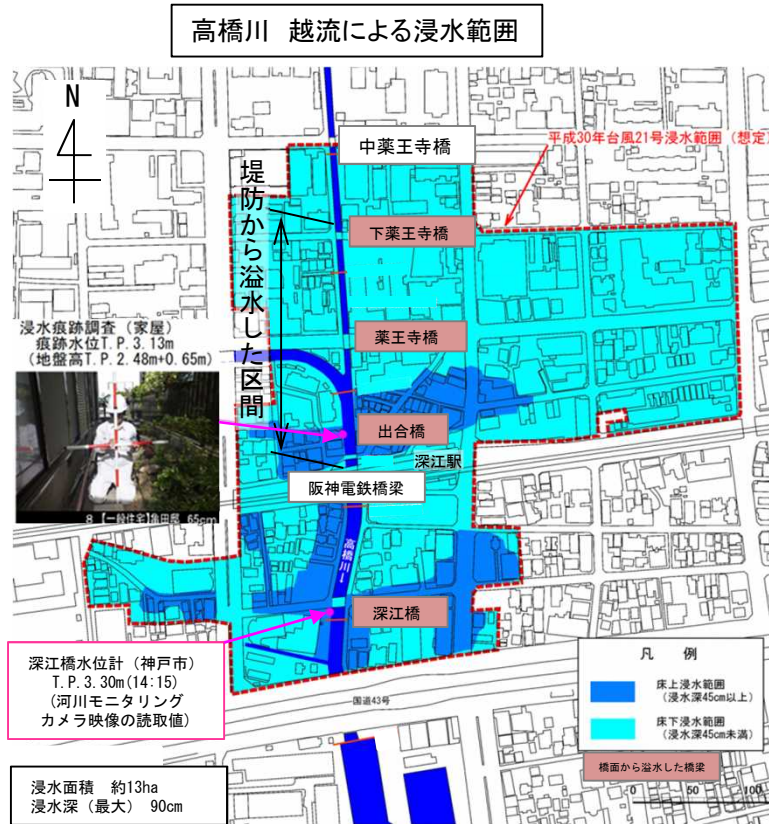 高橋川 越流による浸水範囲
N
中薬王寺橋
平成30年台風21号浸水範囲（想定）
堤防から溢水した区間
下薬王寺橋
浸水痕跡調査（家屋）
痕跡水位T.P.3.13m
（地盤高T.P.2.48m+0.65m）
薬王寺橋
出合橋
深江駅
阪神電鉄橋梁
8【一般住宅】亀田邸 65cm
高橋川→
深江橋
深江橋水位計（神戸市）
T.P.3.30m(14:15)
(河川モニタリング
カメラ映像の読取値)
国道43号
凡 例
床上浸水範囲
（浸水深45cm以上）
床下浸水範囲
（浸水深45cm未満）
橋面から溢水した橋梁
0 50 100
浸水面積 約13ha
浸水深（最大） 90cm